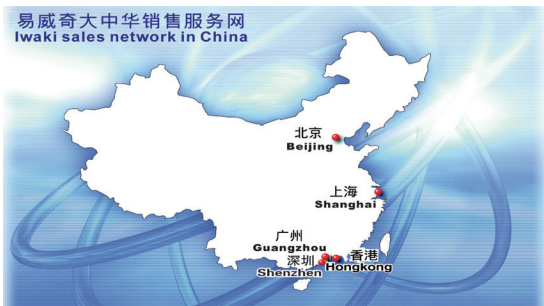 易威奇大中华销售服务网
Iwaki sales network in China
北京
Beijing
上海
Shanghai
广州
Guangzhou
香港
Hongkong
深圳
Shenzhen